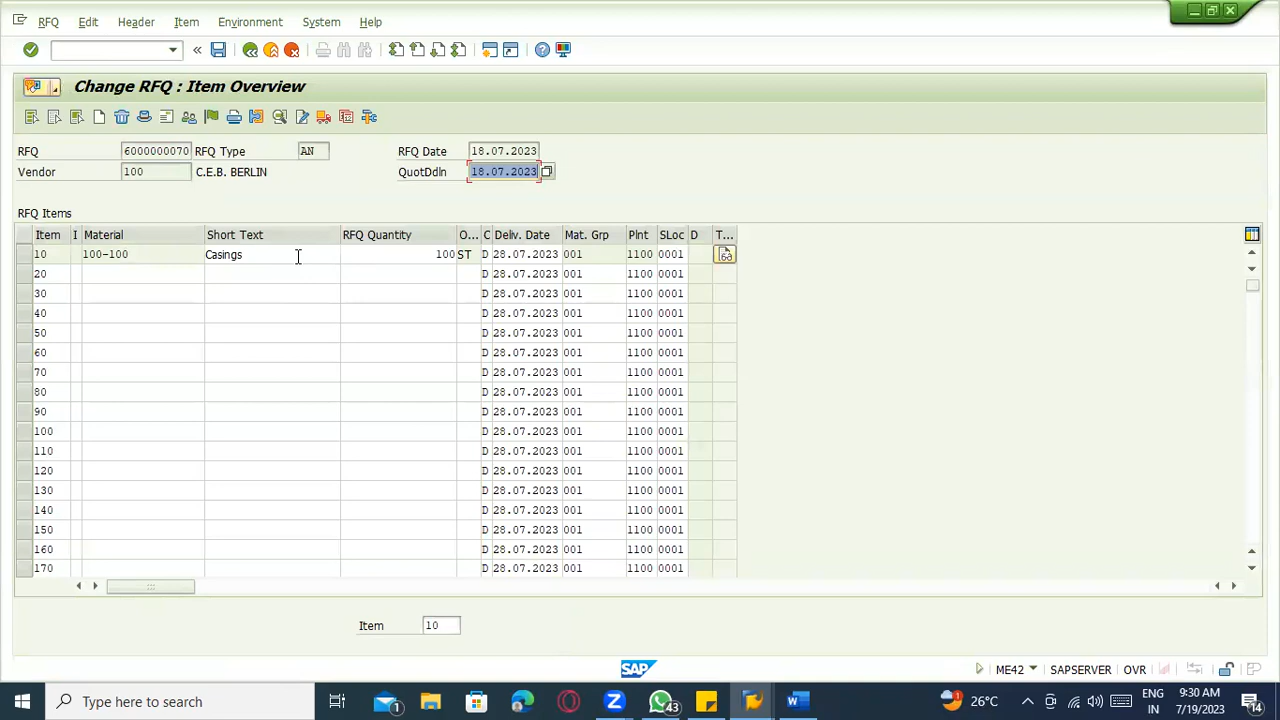 RFQ Edit Header Item Environment System Help
Change RFQ : Item Overview
RFQ 6000000070 RFQ Type AN RFQ Date 18.07.2023
Vendor 100 C.E.B. BERLIN QuotDdln 18.07.2023
RFQ Items
Item I Material Short Text RFQ Quantity O... C Deliv. Date Mat. Grp Plnt SLoc D T...
10 100-100 Casings 100 ST D 28.07.2023 001 1100 0001
20 D 28.07.2023 001 1100 0001
30 D 28.07.2023 001 1100 0001
40 D 28.07.2023 001 1100 0001
50 D 28.07.2023 001 1100 0001
60 D 28.07.2023 001 1100 0001
70 D 28.07.2023 001 1100 0001
80 D 28.07.2023 001 1100 0001
90 D 28.07.2023 001 1100 0001
100 D 28.07.2023 001 1100 0001
110 D 28.07.2023 001 1100 0001
120 D 28.07.2023 001 1100 0001
130 D 28.07.2023 001 1100 0001
140 D 28.07.2023 001 1100 0001
150 D 28.07.2023 001 1100 0001
160 D 28.07.2023 001 1100 0001
170 D 28.07.2023 001 1100 0001
Item 10
SAP ME42 SAPSERVER OVR
Type here to search 1 43 26°C ENG IN 9:30 AM 7/19/2023 14